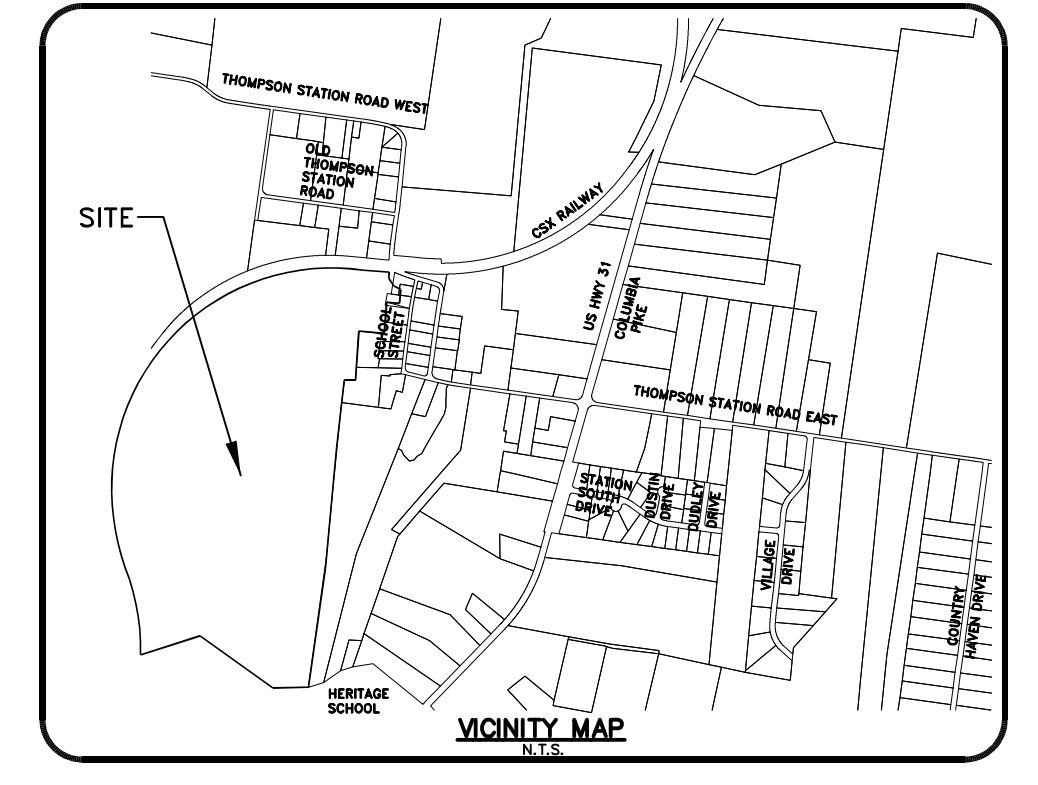 THOMPSON STATION ROAD WEST
OLD
THOMPSON
STATION
ROAD
SITE
CSX RAILWAY
US HWY 31
COLUMBIA
PIKE
SCHOOL
STREET
THOMPSON STATION ROAD EAST
STATION
SOUTH
DRIVE
DUSTIN
DRIVE
DUDLEY
DRIVE
VILLAGE
DRIVE
COUNTRY
HAVEN DRIVE
HERITAGE
SCHOOL
VICINITY MAP
N.T.S.